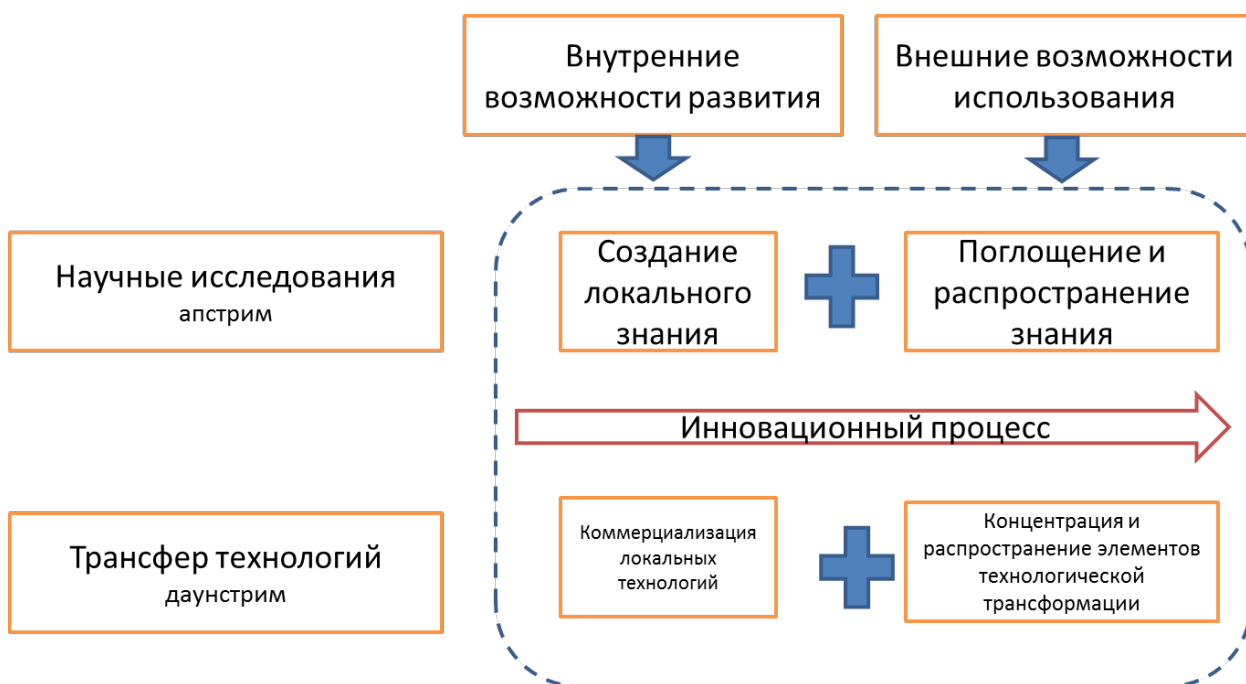 Внутренние
возможности развития
Внешние возможности
использования
Научные исследования
апстрим
Создание
локального
знания
Поглощение и
распространение
знания
Инновационный процесс
Трансфер технологий
даунстрим
Коммерциализация
локальных
технологий
Концентрация и
распространение элементов
технологической
трансформации